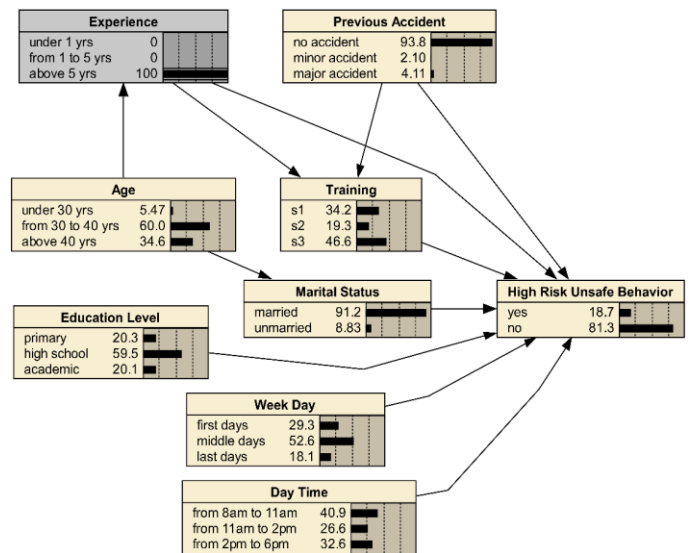 Experience
under 1 yrs 0
from 1 to 5 yrs 0
above 5 yrs 100
Previous Accident
no accident 93.8
minor accident 2.10
major accident 4.11
Age
under 30 yrs 5.47
from 30 to 40 yrs 60.0
above 40 yrs 34.6
Training
s1 34.2
s2 19.3
s3 46.6
Marital Status
married 91.2
unmarried 8.83
High Risk Unsafe Behavior
yes 18.7
no 81.3
Education Level
primary 20.3
high school 59.5
academic 20.1
Week Day
first days 29.3
middle days 52.6
last days 18.1
Day Time
from 8am to 11am 40.9
from 11am to 2pm 26.6
from 2pm to 6pm 32.6